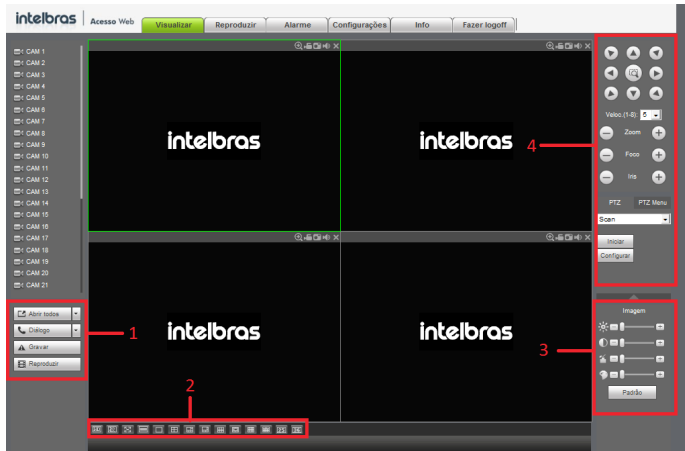 intelbras Acesso Web Visualizar Reproduzir Alarme Configurações Info Fazer logoff
CAM 1
CAM 2
CAM 3
CAM 4
CAM 5
CAM 6
CAM 7
CAM 8
CAM 9
CAM 10
CAM 11
CAM 12
CAM 13
CAM 14
CAM 15
CAM 16
CAM 17
CAM 18
CAM 19
CAM 20
CAM 21
Abrir todos
Diálogo
Gravar
Reproduzir
1
intelbras
intelbras
intelbras
intelbras
2
Veloc.(1-8): 5
Zoom
Foco
Iris
PTZ PTZ Menu
Scan
Iniciar
Configurar
4
Imagem
Padrão
3